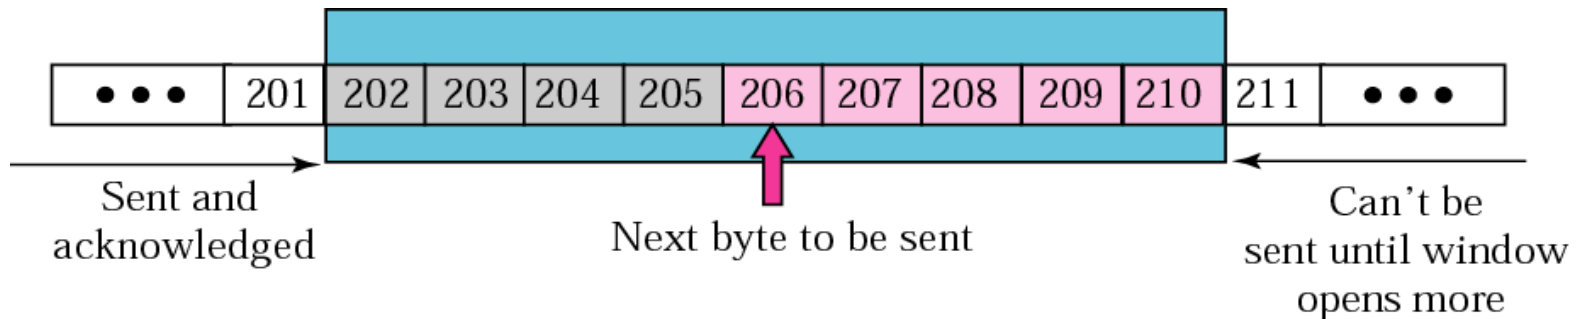 • • • 201 202 203 204 205 206 207 208 209 210 211 • • •
Sent and
acknowledged
Next byte to be sent
Can’t be
sent until window
opens more